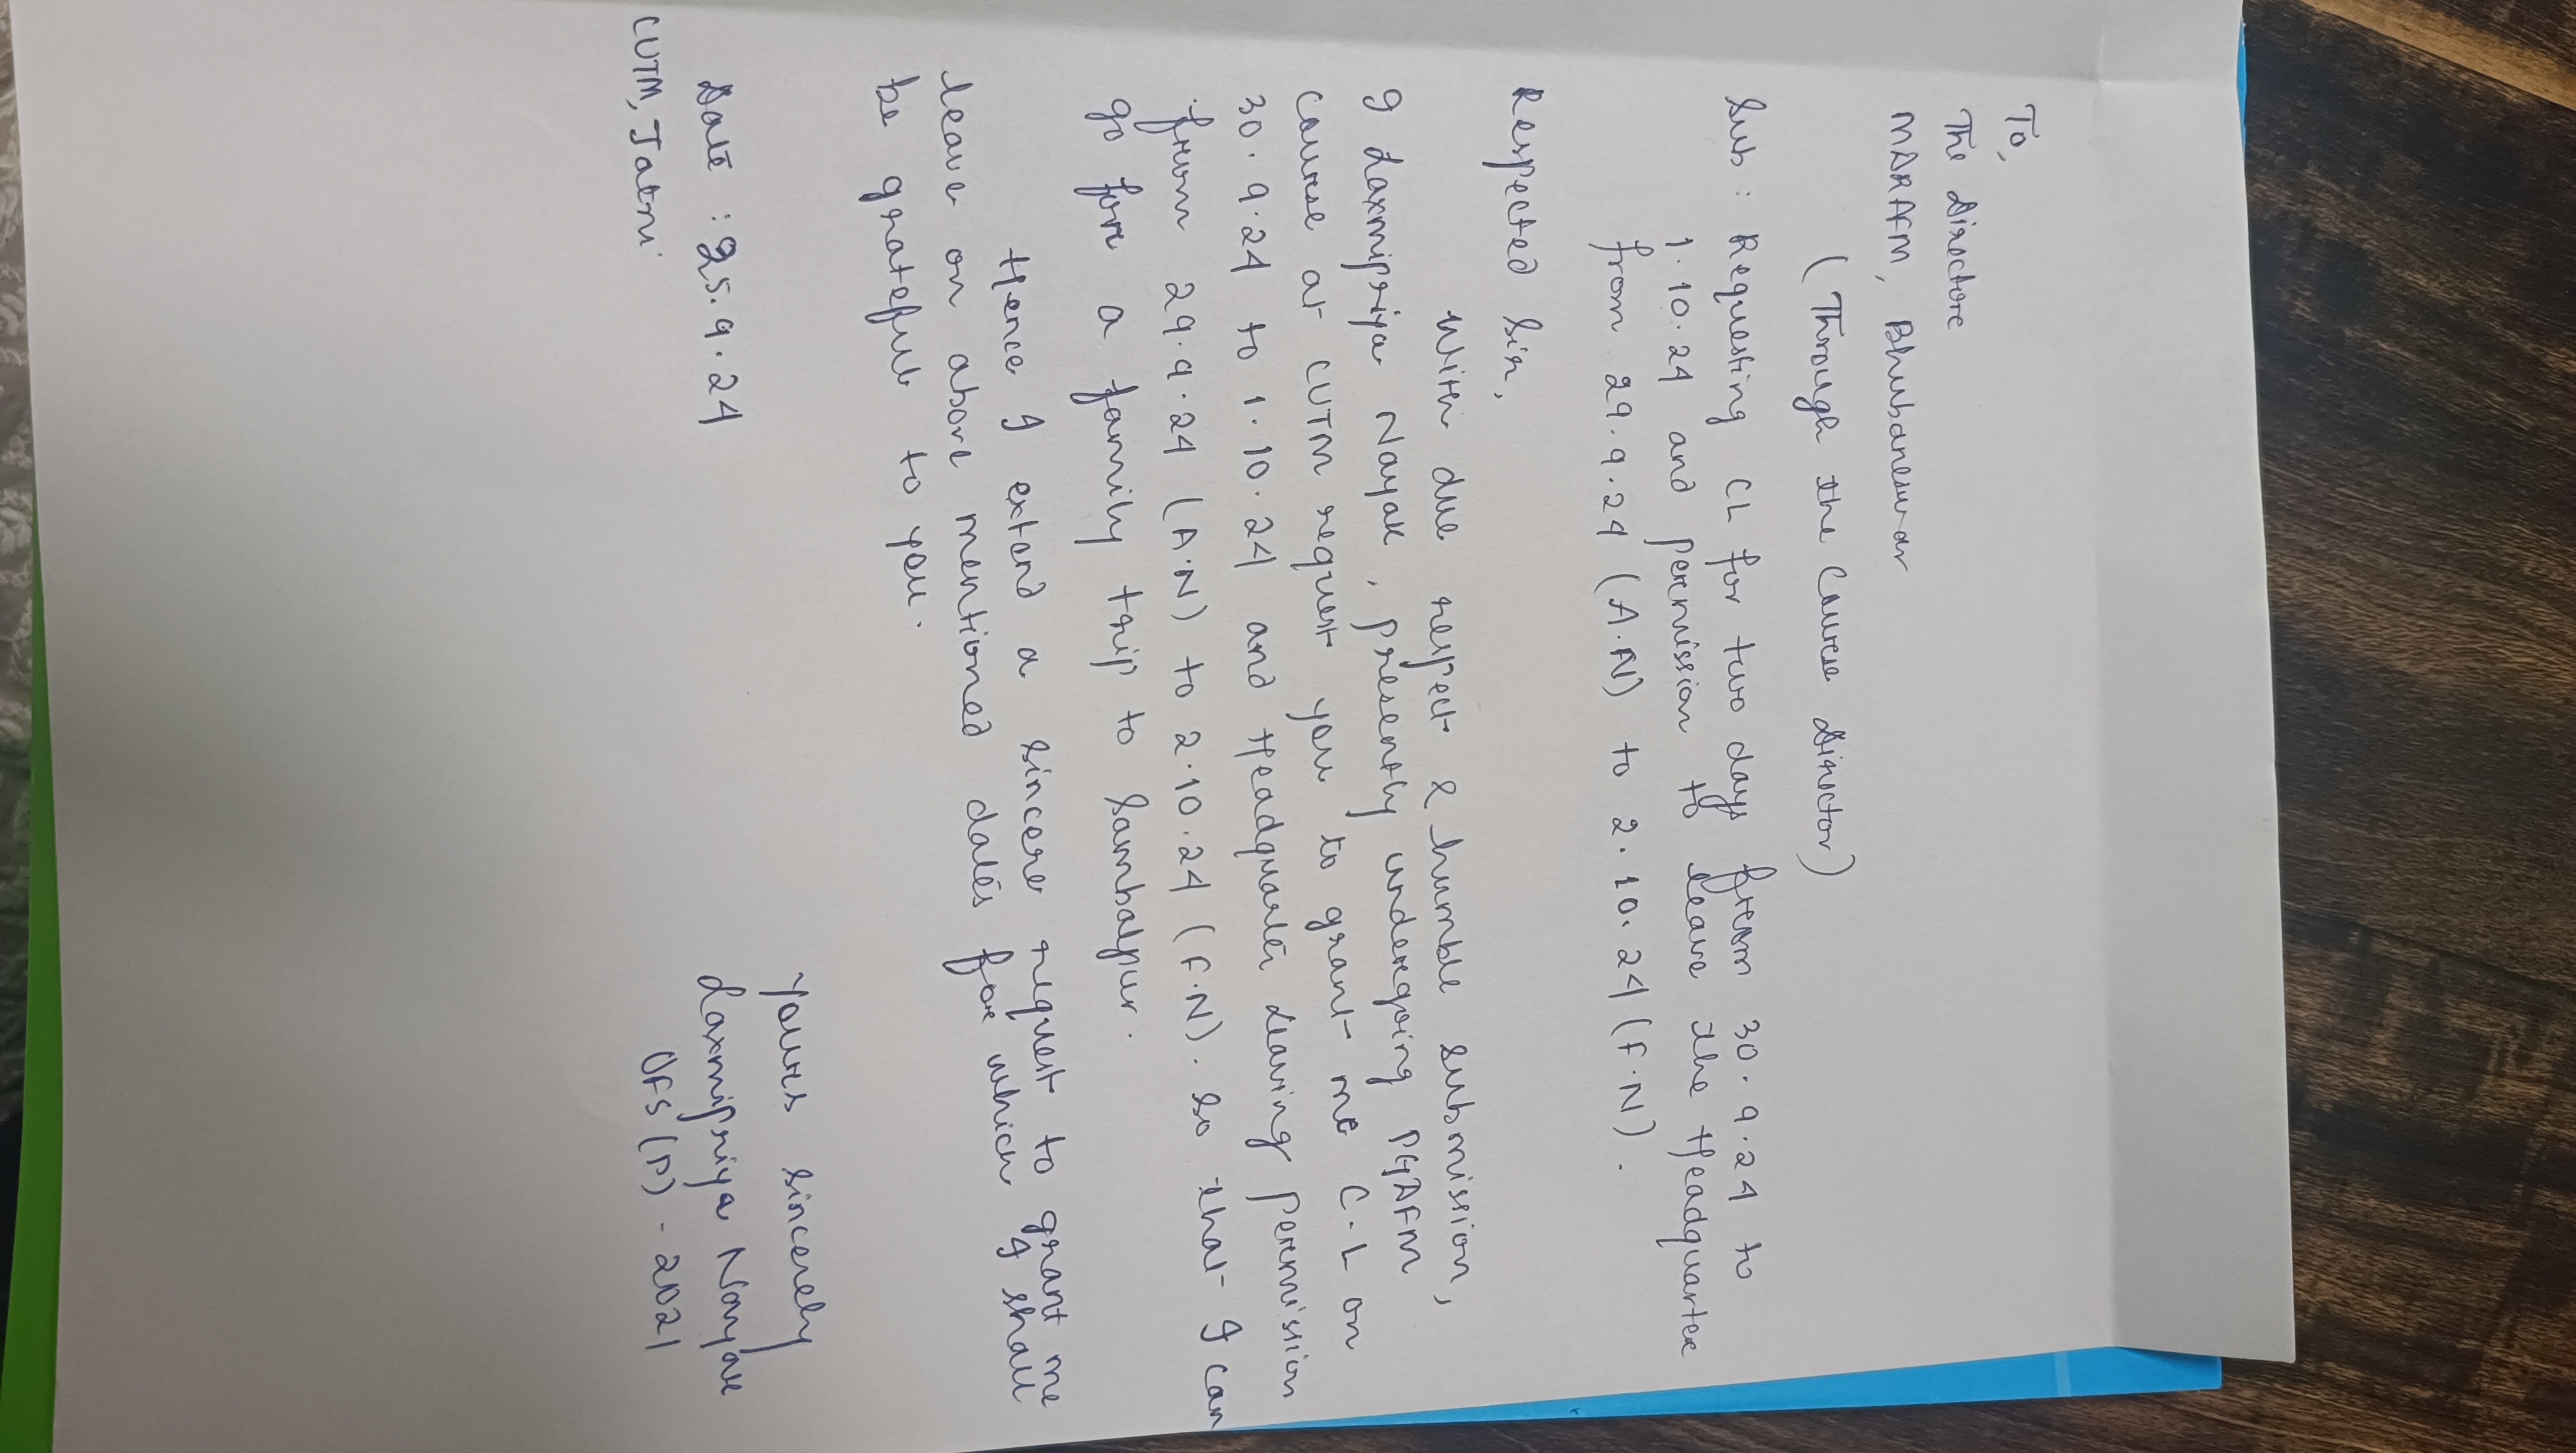 To,
The Director
MDRAFM, Bhubaneswar
(Through the Course Director)
Sub : Requesting CL for two days from 30.9.24 to
1.10.24 and permission to leave the Headquarter
from 29.9.24 (A.N) to 2.10.24 (F.N).
Respected Sir,
With due respect & humble submission,
I Laxmipriya Nayak, presently undergoing PGDFM
course at CUTM request you to grant me C.L on
30.9.24 to 1.10.24 and Headquarter leaving permission
from 29.9.24 (A.N) to 2.10.24 (F.N). So that I can
go for a family trip to Sambalpur.
Hence I extend a sincere request to grant me
leave on above mentioned dates for which I shall
be grateful to you.
Yours sincerely
Date : 25.9.24 Laxmipriya Nayak
CUTM, Jatni OFS (P) - 2021